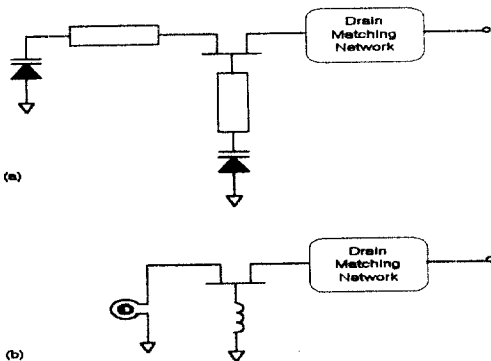 Drain
Matching
Network
(a)
Drain
Matching
Network
(b)